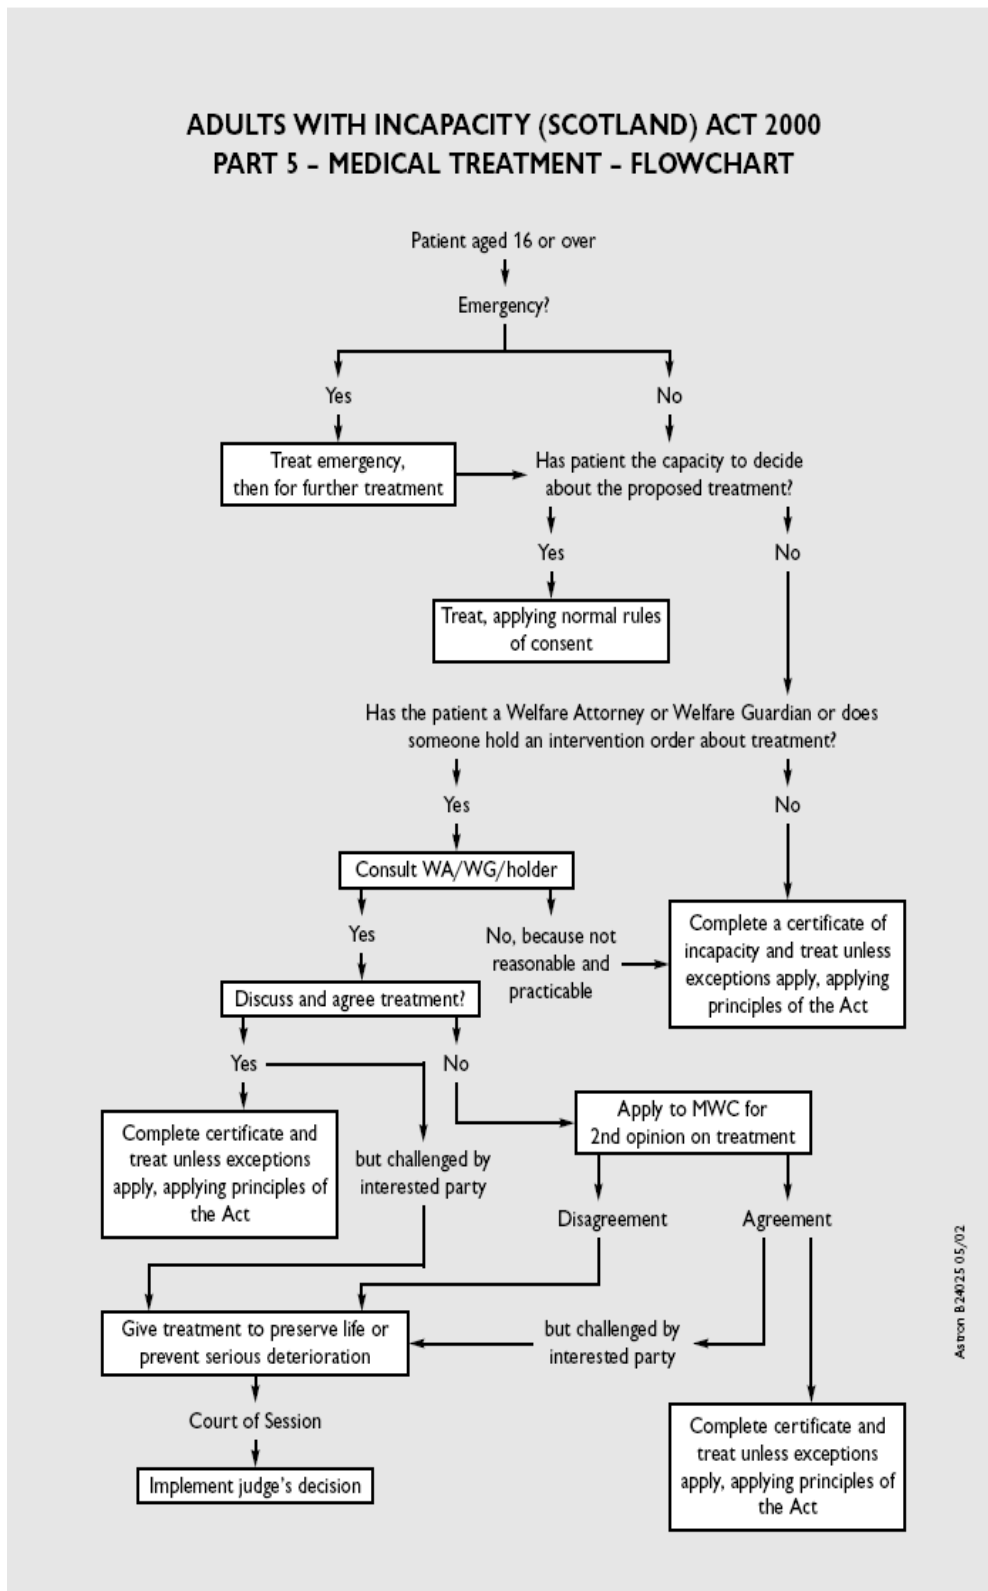 ADULTS WITH INCAPACITY (SCOTLAND) ACT 2000
PART 5 – MEDICAL TREATMENT – FLOWCHART
Patient aged 16 or over
Emergency?
Yes
No
Treat emergency,
then for further treatment
Has patient the capacity to decide
about the proposed treatment?
Yes
No
Treat, applying normal rules
of consent
Has the patient a Welfare Attorney or Welfare Guardian or does
someone hold an intervention order about treatment?
Yes
No
Consult WA/WG/holder
Yes
No, because not
reasonable and
practicable
Complete a certificate of
incapacity and treat unless
exceptions apply, applying
principles of the Act
Discuss and agree treatment?
Yes
No
Complete certificate and
treat unless exceptions
apply, applying principles of
the Act
but challenged by
interested party
Apply to MWC for
2nd opinion on treatment
Disagreement
Agreement
Give treatment to preserve life or
prevent serious deterioration
but challenged by
interested party
Court of Session
Implement judge's decision
Complete certificate and
treat unless exceptions
apply, applying principles of
the Act
Astron B24025 05/02